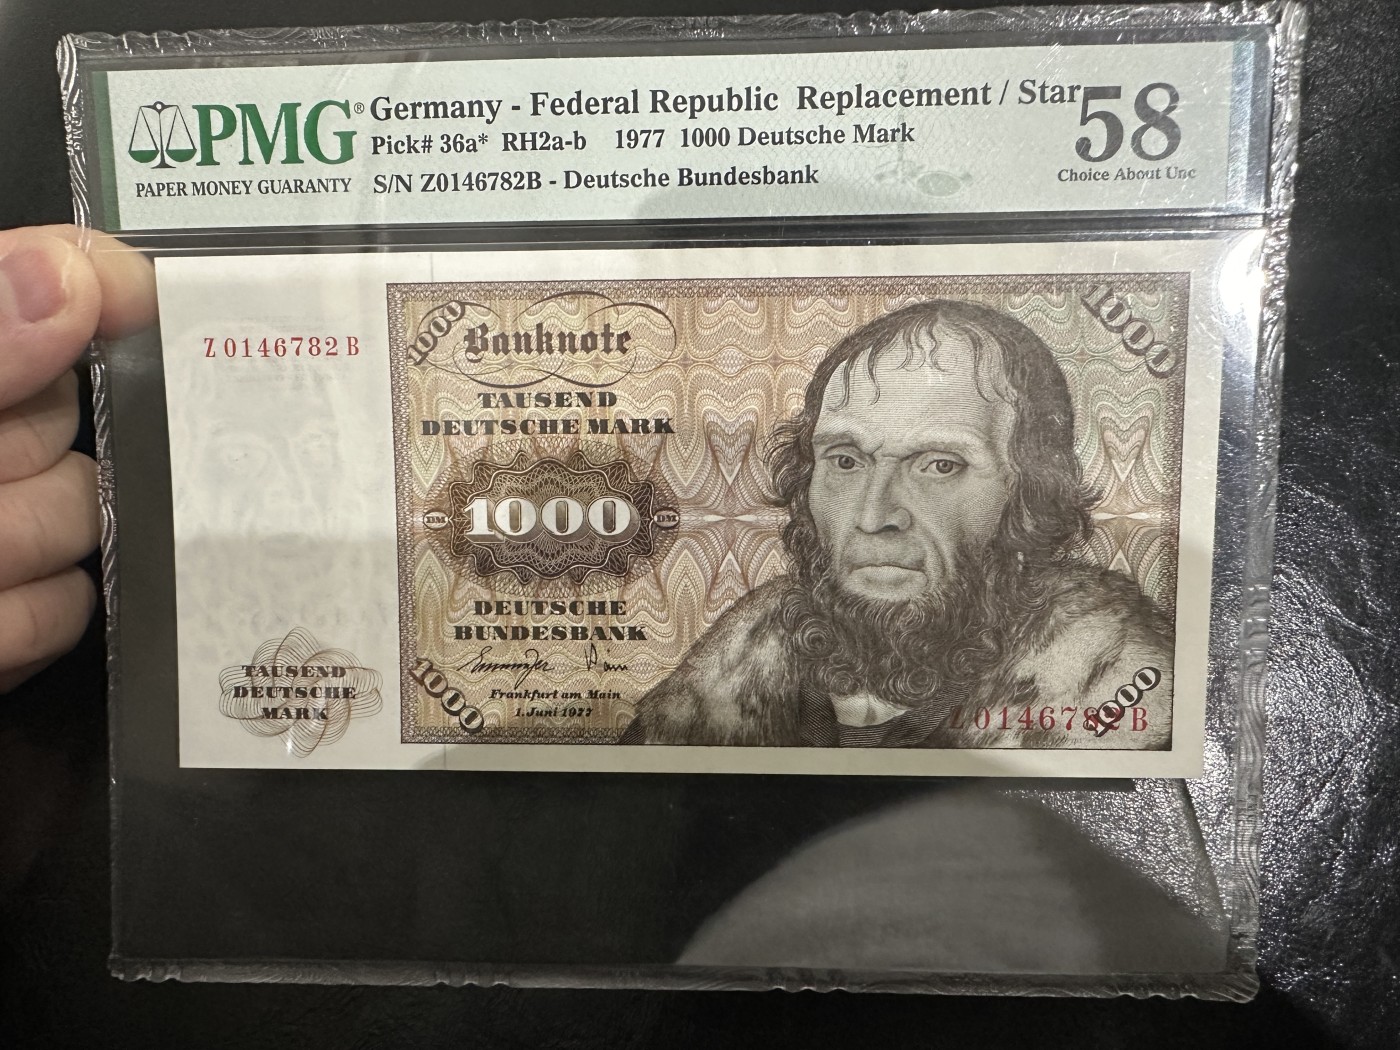 PMG® Germany - Federal Republic Replacement / Star 58
Pick# 36a* RH2a-b 1977 1000 Deutsche Mark
PAPER MONEY GUARANTY S/N Z0146782B - Deutsche Bundesbank Choice About Unc
1000 1000
Banknote
Z0146782B
TAUSEND
DEUTSCHE MARK
1000
DM DM
DEUTSCHE
BUNDESBANK
Frankfurt am Main
1. Juni 1977
1000 1000
TAUSEND
DEUTSCHE
MARK
Z0146782B